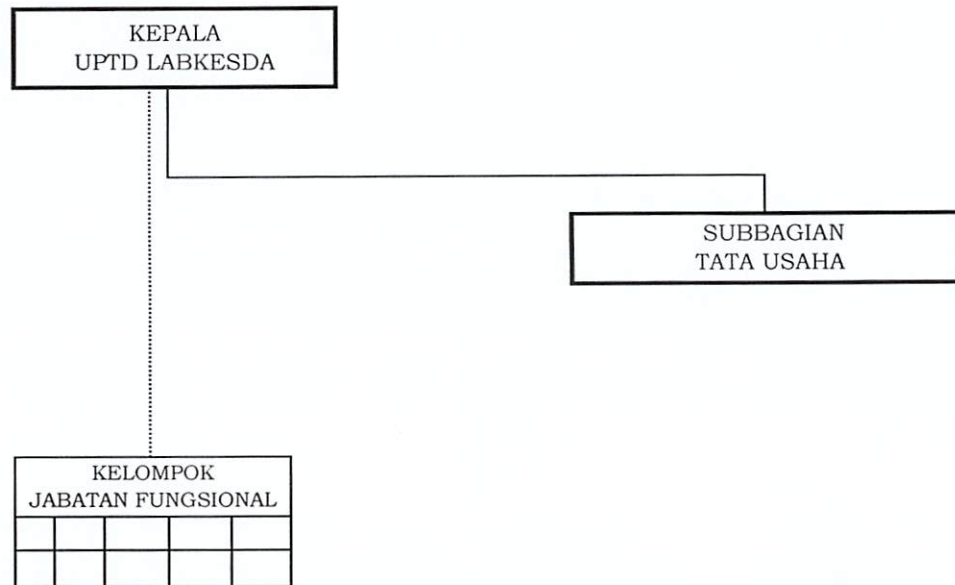 KEPALA
UPTD LABKESDA
SUBBAGIAN
TATA USAHA
KELOMPOK
JABATAN FUNGSIONAL